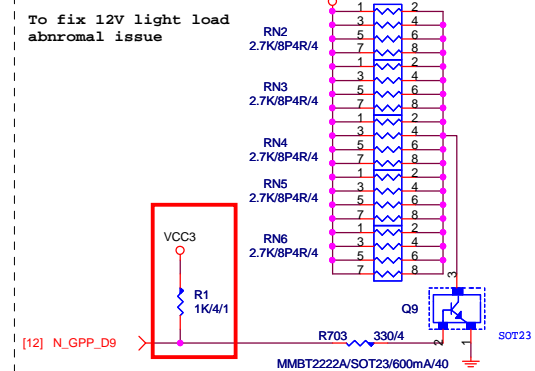 To fix 12V light load
abnromal issue
1 2
3 4
RN2
5 6
2.7K/8P4R/4
7 8
1 2
3 4
RN3
5 6
2.7K/8P4R/4
7 8
1 2
3 4
RN4
5 6
2.7K/8P4R/4
7 8
1 2
RN5
3 4
2.7K/8P4R/4
5 6
7 8
1 2
RN6
3 4
2.7K/8P4R/4
5 6
7 8
VCC3
R1
1K/4/1
3
Q9
SOT23
[12] N_GPP_D9
R703 330/4
2
1
MMBT2222A/SOT23/600mA/40